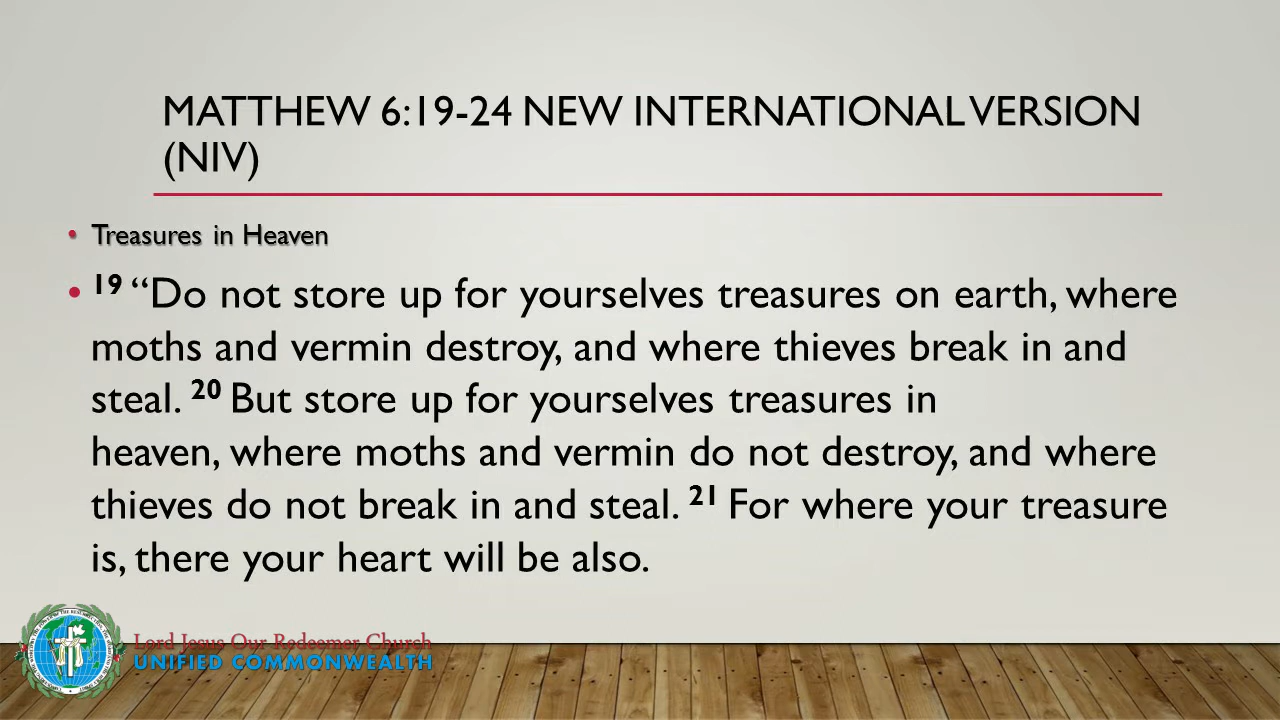 MATTHEW 6:19-24 NEW INTERNATIONAL VERSION
(NIV)
• Treasures in Heaven
• 19 “Do not store up for yourselves treasures on earth, where
moths and vermin destroy, and where thieves break in and
steal. 20 But store up for yourselves treasures in
heaven, where moths and vermin do not destroy, and where
thieves do not break in and steal. 21 For where your treasure
is, there your heart will be also.
Lord Jesus Our Redeemer Church
UNIFIED COMMONWEALTH